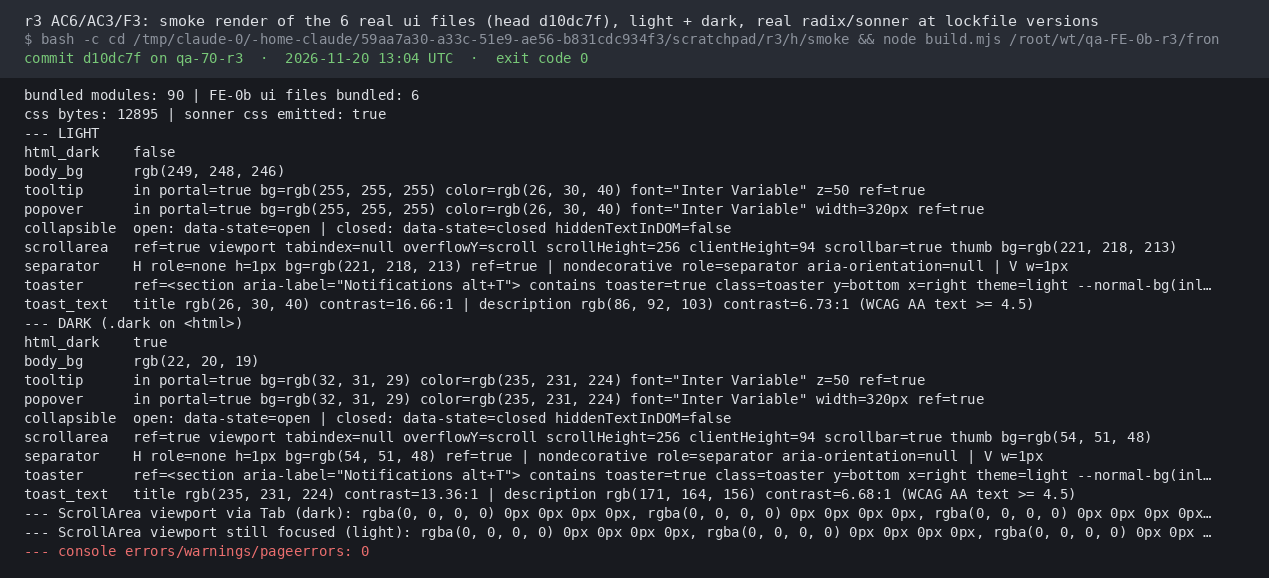 r3 AC6/AC3/F3: smoke render of the 6 real ui files (head d10dc7f), light + dark, real radix/sonner at lockfile versions
$ bash -c cd /tmp/claude-0/-home-claude/59aa7a30-a33c-51e9-ae56-b831cdc934f3/scratchpad/r3/h/smoke && node build.mjs /root/wt/qa-FE-0b-r3/fron
commit d10dc7f on qa-70-r3  ·  2026-11-20 13:04 UTC  ·  exit code 0
bundled modules: 90 | FE-0b ui files bundled: 6
css bytes: 12895 | sonner css emitted: true
--- LIGHT
html_dark    false
body_bg      rgb(249, 248, 246)
tooltip      in portal=true bg=rgb(255, 255, 255) color=rgb(26, 30, 40) font="Inter Variable" z=50 ref=true
popover      in portal=true bg=rgb(255, 255, 255) color=rgb(26, 30, 40) font="Inter Variable" width=320px ref=true
collapsible  open: data-state=open | closed: data-state=closed hiddenTextInDOM=false
scrollarea   ref=true viewport tabindex=null overflowY=scroll scrollHeight=256 clientHeight=94 scrollbar=true thumb bg=rgb(221, 218, 213)
separator    H role=none h=1px bg=rgb(221, 218, 213) ref=true | nondecorative role=separator aria-orientation=null | V w=1px
toaster      ref=<section aria-label="Notifications alt+T"> contains toaster=true class=toaster y=bottom x=right theme=light --normal-bg(inl…
toast_text   title rgb(26, 30, 40) contrast=16.66:1 | description rgb(86, 92, 103) contrast=6.73:1 (WCAG AA text >= 4.5)
--- DARK (.dark on <html>)
html_dark    true
body_bg      rgb(22, 20, 19)
tooltip      in portal=true bg=rgb(32, 31, 29) color=rgb(235, 231, 224) font="Inter Variable" z=50 ref=true
popover      in portal=true bg=rgb(32, 31, 29) color=rgb(235, 231, 224) font="Inter Variable" width=320px ref=true
collapsible  open: data-state=open | closed: data-state=closed hiddenTextInDOM=false
scrollarea   ref=true viewport tabindex=null overflowY=scroll scrollHeight=256 clientHeight=94 scrollbar=true thumb bg=rgb(54, 51, 48)
separator    H role=none h=1px bg=rgb(54, 51, 48) ref=true | nondecorative role=separator aria-orientation=null | V w=1px
toaster      ref=<section aria-label="Notifications alt+T"> contains toaster=true class=toaster y=bottom x=right theme=dark --normal-bg(inl…
toast_text   title rgb(235, 231, 224) contrast=13.36:1 | description rgb(171, 164, 156) contrast=6.68:1 (WCAG AA text >= 4.5)
--- ScrollArea viewport via Tab (dark): rgba(0, 0, 0, 0) 0px 0px 0px 0px, rgba(0, 0, 0, 0) 0px 0px 0px 0px, rgba(0, 0, 0, 0) 0px 0px 0px 0px…
--- ScrollArea viewport still focused (light): rgba(0, 0, 0, 0) 0px 0px 0px 0px, rgba(0, 0, 0, 0) 0px 0px 0px 0px, rgba(0, 0, 0, 0) 0px 0px …
--- console errors/warnings/pageerrors: 0